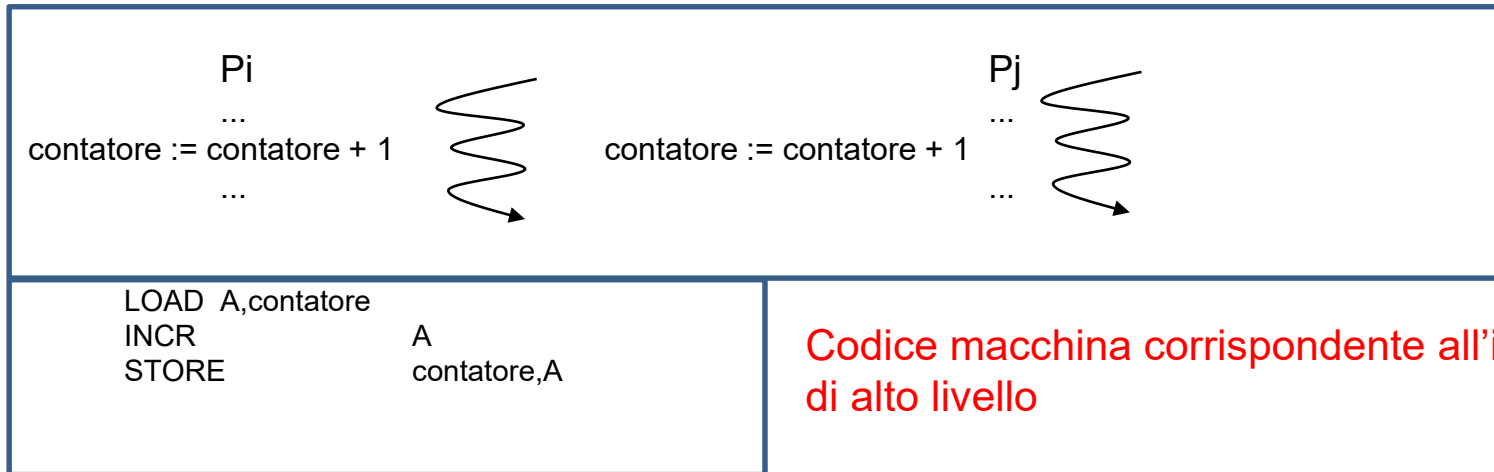 Pi
Pj
...
...
contatore := contatore + 1
contatore := contatore + 1
...
...
LOAD A,contatore
INCR A
STORE contatore,A
Codice macchina corrispondente
di alto livello